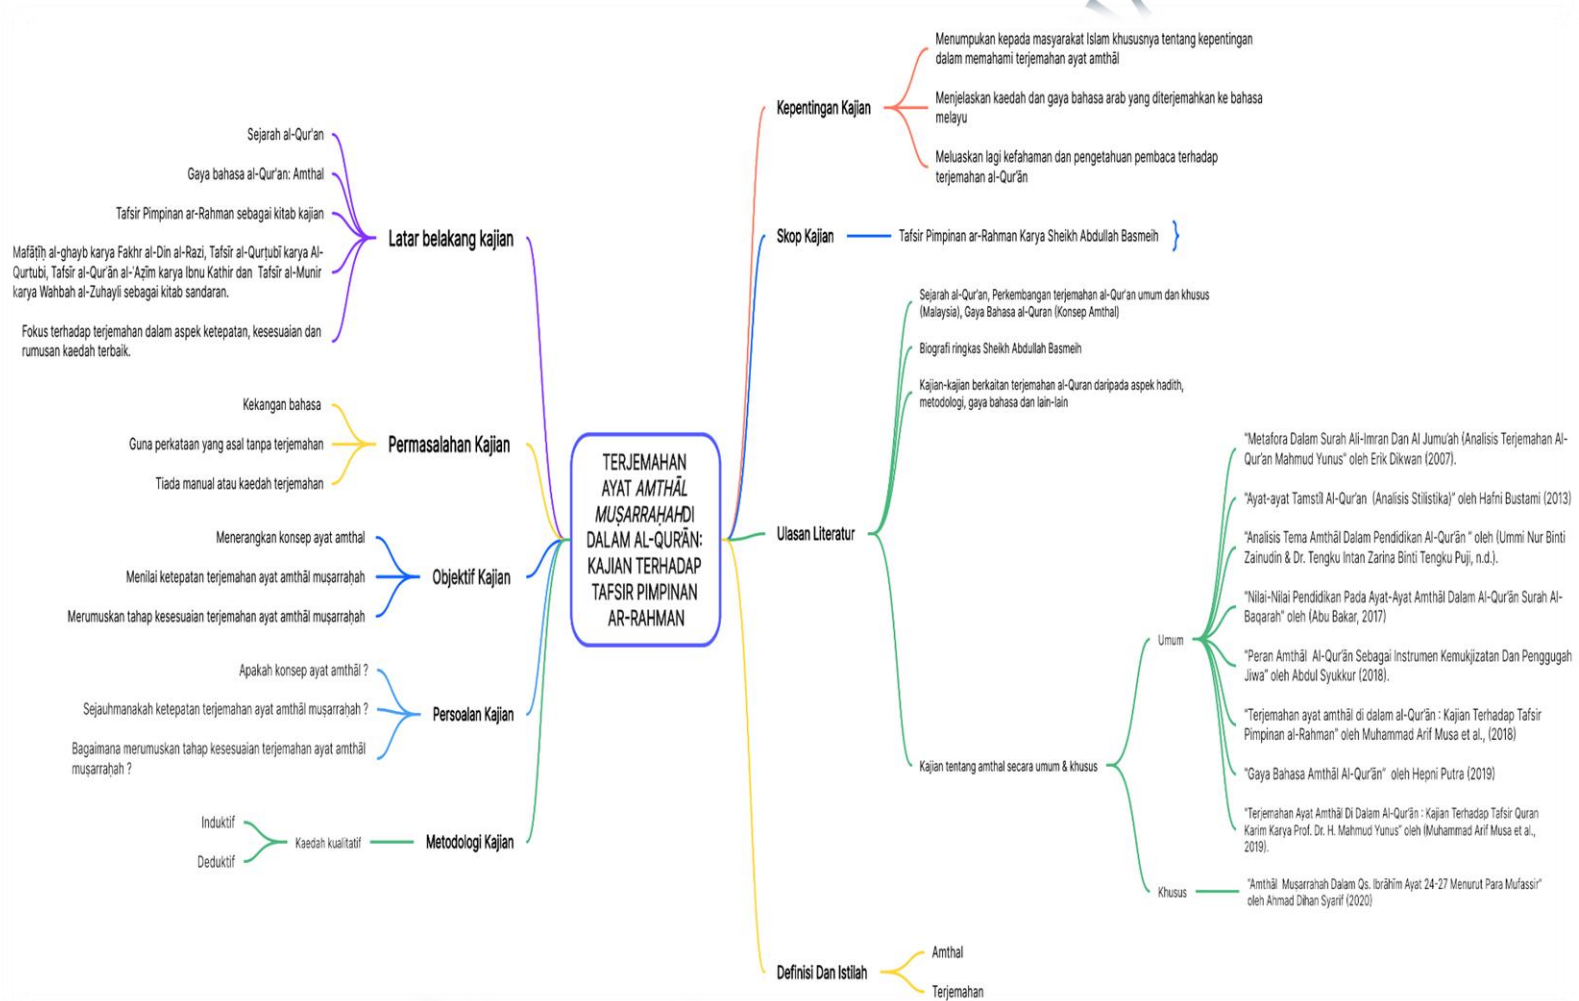 TERJEMAHAN
AYAT AMTHĀL
MUṢARRAḤAHDI
DALAM AL-QUR'ĀN:
KAJIAN TERHADAP
TAFSIR PIMPINAN
AR-RAHMAN
Latar belakang kajian
Sejarah al-Qur'an
Gaya bahasa al-Qur'an: Amthal
Tafsir Pimpinan ar-Rahman sebagai kitab kajian
Mafāṭīḥ al-ghayb karya Fakhr al-Din al-Razi, Tafsīr al-Qurṭubī karya Al-
Qurtubi, Tafsīr al-Qur'ān al-'Aẓīm karya Ibnu Kathir dan Tafsīr al-Munir
karya Wahbah al-Zuhayli sebagai kitab sandaran.
Fokus terhadap terjemahan dalam aspek ketepatan, kesesuaian dan
rumusan kaedah terbaik.
Permasalahan Kajian
Kekangan bahasa
Guna perkataan yang asal tanpa terjemahan
Tiada manual atau kaedah terjemahan
Objektif Kajian
Menerangkan konsep ayat amthal
Menilai ketepatan terjemahan ayat amthāl muṣarraḥah
Merumuskan tahap kesesuaian terjemahan ayat amthāl muṣarraḥah
Persoalan Kajian
Apakah konsep ayat amthāl ?
Sejauhmanakah ketepatan terjemahan ayat amthāl muṣarraḥah ?
Bagaimana merumuskan tahap kesesuaian terjemahan ayat amthāl
muṣarraḥah ?
Metodologi Kajian
Kaedah kualitatif
Induktif
Deduktif
Kepentingan Kajian
Menumpukan kepada masyarakat Islam khususnya tentang kepentingan
dalam memahami terjemahan ayat amthāl
Menjelaskan kaedah dan gaya bahasa arab yang diterjemahkan ke bahasa
melayu
Meluaskan lagi kefahaman dan pengetahuan pembaca terhadap
terjemahan al-Qur'ān
Skop Kajian
Tafsir Pimpinan ar-Rahman Karya Sheikh Abdullah Basmeih
Ulasan Literatur
Sejarah al-Qur'an, Perkembangan terjemahan al-Qur'an umum dan khusus
(Malaysia), Gaya Bahasa al-Quran (Konsep Amthal)
Biografi ringkas Sheikh Abdullah Basmeih
Kajian-kajian berkaitan terjemahan al-Quran daripada aspek hadith,
metodologi, gaya bahasa dan lain-lain
Kajian tentang amthal secara umum & khusus
Umum
"Metafora Dalam Surah Ali-Imran Dan Al Jumu'ah (Analisis Terjemahan Al-
Qur'an Mahmud Yunus" oleh Erik Dikwan (2007).
"Ayat-ayat Tamstīl Al-Qur'an (Analisis Stilistika)" oleh Hafni Bustami (2013)
"Analisis Tema Amthāl Dalam Pendidikan Al-Qur'ān " oleh (Ummi Nur Binti
Zainudin & Dr. Tengku Intan Zarina Binti Tengku Puji, n.d.).
"Nilai-Nilai Pendidikan Pada Ayat-Ayat Amthāl Dalam Al-Qur'ān Surah Al-
Baqarah" oleh (Abu Bakar, 2017)
"Peran Amthāl Al-Qur'ān Sebagai Instrumen Kemukjizatan Dan Penggugah
Jiwa" oleh Abdul Syukkur (2018).
"Terjemahan ayat amthāl di dalam al-Qur'ān : Kajian Terhadap Tafsir
Pimpinan al-Rahman" oleh Muhammad Arif Musa et al., (2018)
"Gaya Bahasa Amthāl Al-Qur'ān" oleh Hepni Putra (2019)
"Terjemahan Ayat Amthāl Di Dalam Al-Qur'ān : Kajian Terhadap Tafsir Quran
Karim Karya Prof. Dr. H. Mahmud Yunus" oleh (Muhammad Arif Musa et al.,
2019).
Khusus
"Amthāl Musarrahah Dalam Qs. Ibrāhīm Ayat 24-27 Menurut Para Mufassir"
oleh Ahmad Dihan Syarif (2020)
Definisi Dan Istilah
Amthal
Terjemahan